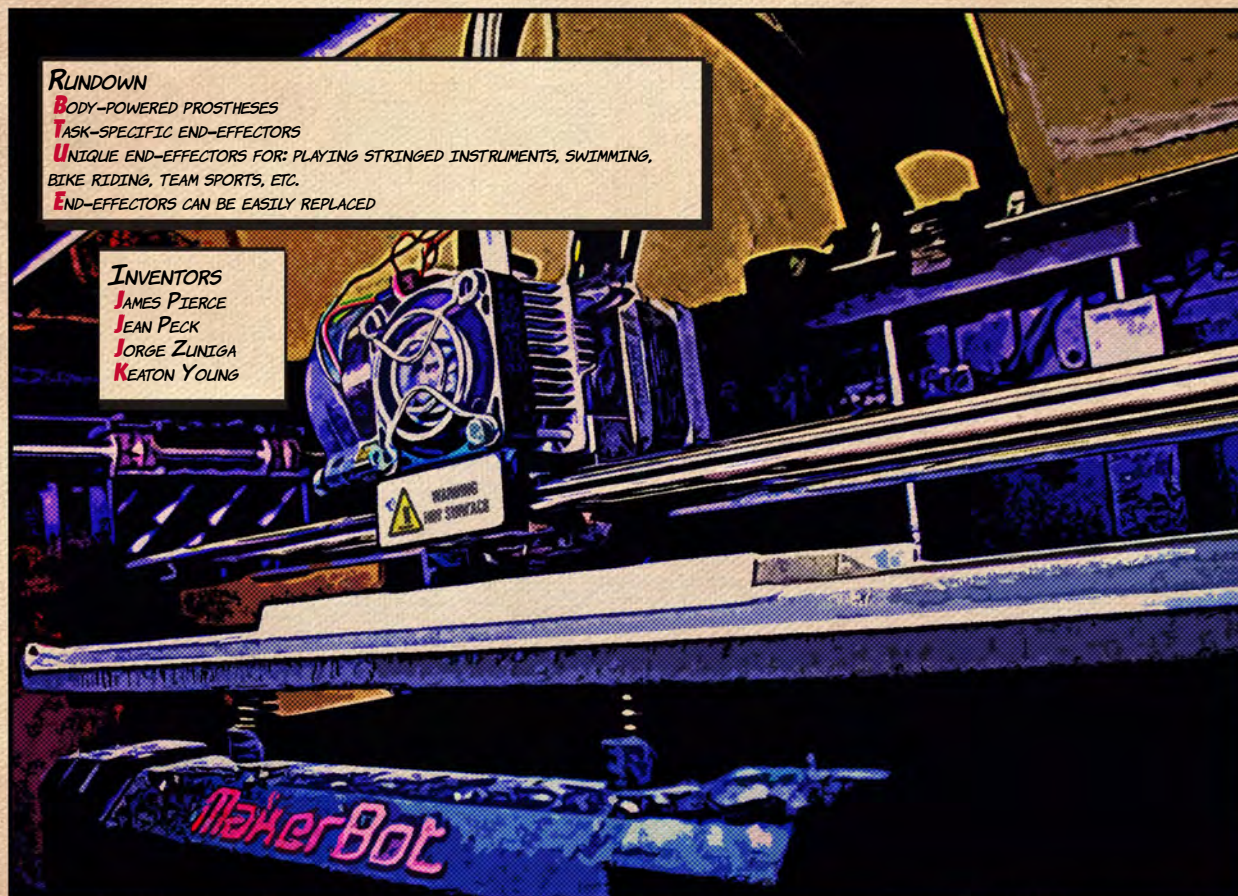 RUNDOWN
BODY-POWERED PROSTHESES
TASK-SPECIFIC END-EFFECTORS
UNIQUE END-EFFECTORS FOR: PLAYING STRINGED INSTRUMENTS, SWIMMING,
BIKE RIDING, TEAM SPORTS, ETC.
END-EFFECTORS CAN BE EASILY REPLACED
INVENTORS
JAMES PIERCE
JEAN PECK
JORGE ZUNIGA
KEATON YOUNG
WARNING
HOT SURFACE
MakerBot